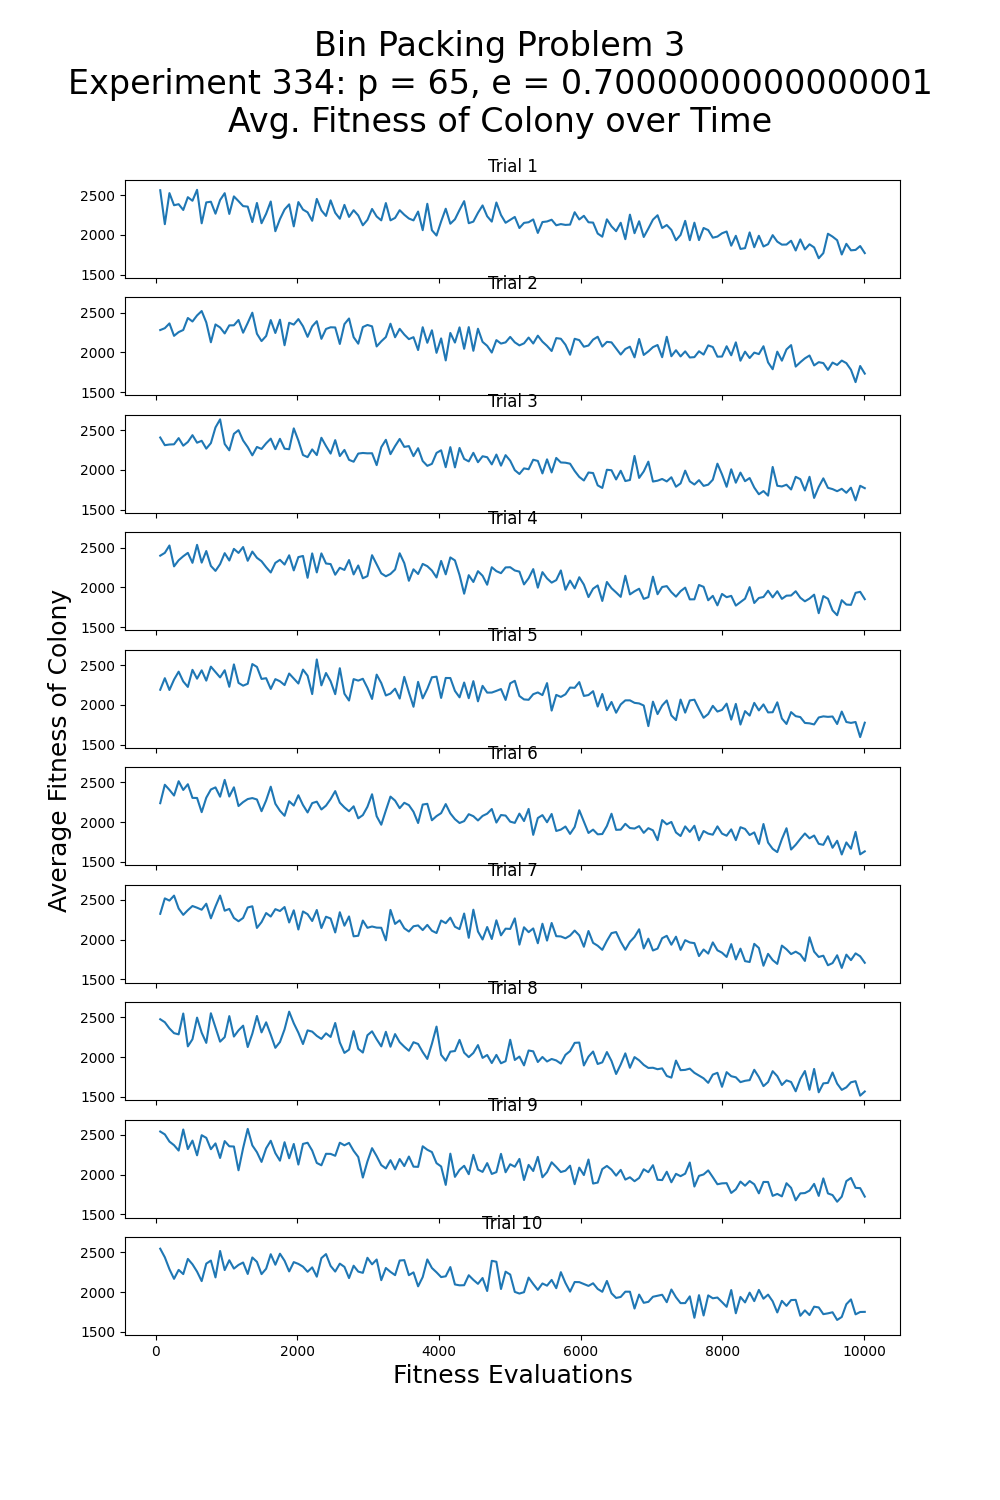 Bin Packing Problem 3
Experiment 334: p = 65, e = 0.7000000000000001
Avg. Fitness of Colony over Time
Trial 1
2500
2000
1500
Trial 2
2500
2000
1500
Trial 3
2500
2000
1500
Trial 4
2500
2000
1500
Trial 5
2500
2000
1500
Trial 6
2500
2000
1500
Trial 7
2500
2000
1500
Trial 8
2500
2000
1500
Trial 9
2500
2000
1500
Trial 10
2500
2000
1500
0 2000 4000 6000 8000 10000
Fitness Evaluations
Average Fitness of Colony